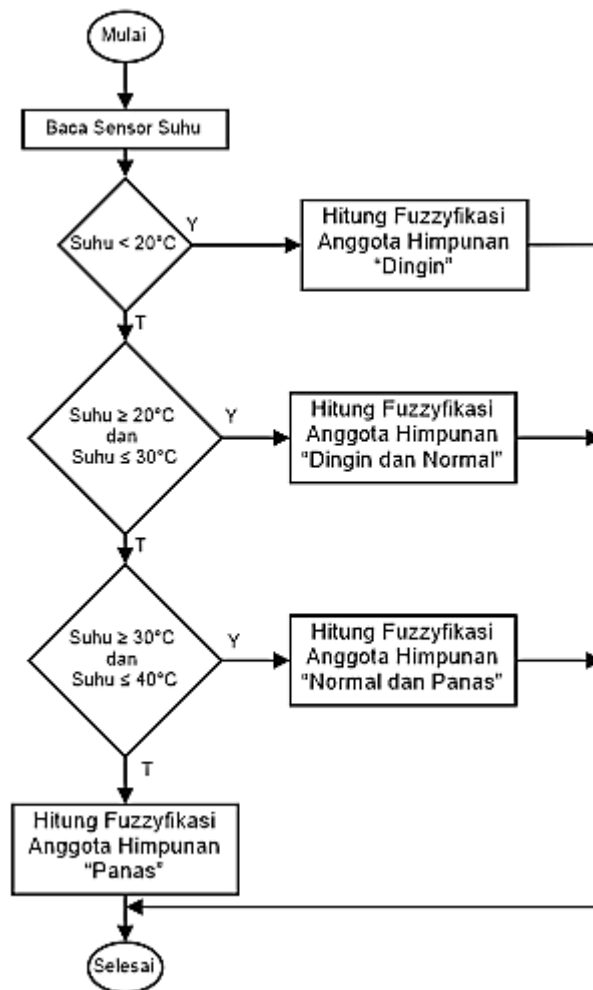 Mulai
Baca Sensor Suhu
Suhu < 20°C
Y
Hitung Fuzzyfikasi
Anggota Himpunan
“Dingin”
T
Suhu ≥ 20°C
dan
Suhu ≤ 30°C
Y
Hitung Fuzzyfikasi
Anggota Himpunan
“Dingin dan Normal”
T
Suhu ≥ 30°C
dan
Suhu ≤ 40°C
Y
Hitung Fuzzyfikasi
Anggota Himpunan
“Normal dan Panas”
T
Hitung Fuzzyfikasi
Anggota Himpunan
“Panas”
Selesai